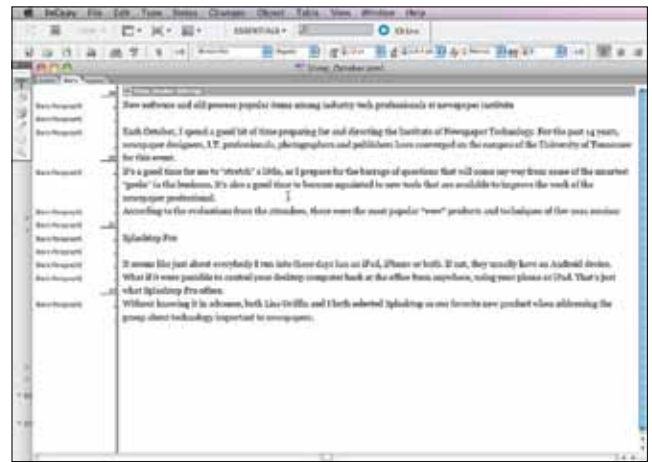 InCopy File Edit Type Notes Changes Object Table View Window Help
ESSENTIALS
CS Live
Galley Story
New software and old process popular items among industry tech professionals at newspaper institute
Each October, I spend a good bit of time preparing for and directing the Institute of Newspaper Technology. For the past 14 years,
newspaper designers, I.T. professionals, photographers and publishers have converged on the campus of the University of Tennessee
for this event.
It's a good time for me to "stretch" a little, as I prepare for the barrage of questions that will come my way from some of the smartest
"geeks" in the business. It's also a good time to become acquainted to new tools that are available to improve the work of the
newspaper professional.
According to the evaluations from the attendees, these were the most popular "wow" products and techniques of the 2011 session:
Splashtop Pro
It seems like just about everybody I run into these days has an iPad, iPhone or both. If not, they usually have an Android device.
What if it were possible to control your desktop computer back at the office from anywhere, using your phone or iPad. That's just
what Splashtop Pro offers.
Without knowing it in advance, both Lisa Griffin and I both selected Splashtop as our favorite new product when addressing the
group about technology important to newspapers.